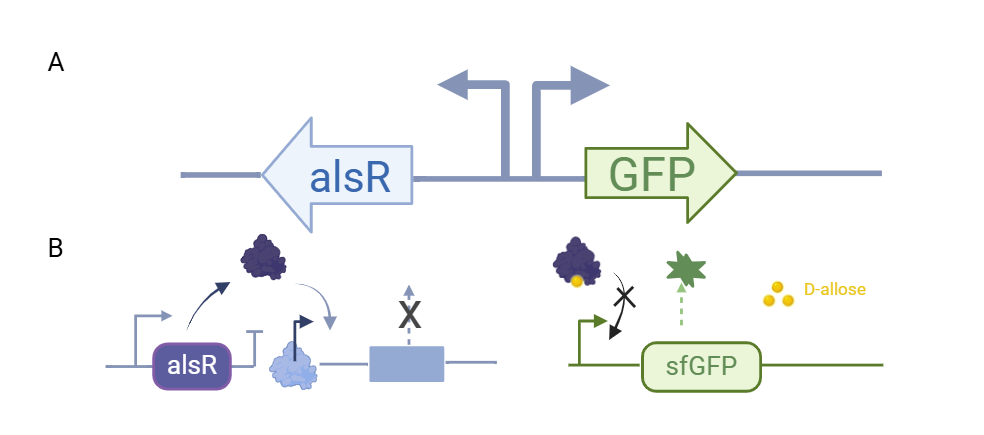 A
alsR
GFP
B
D-allose
X
alsR
sfGFP